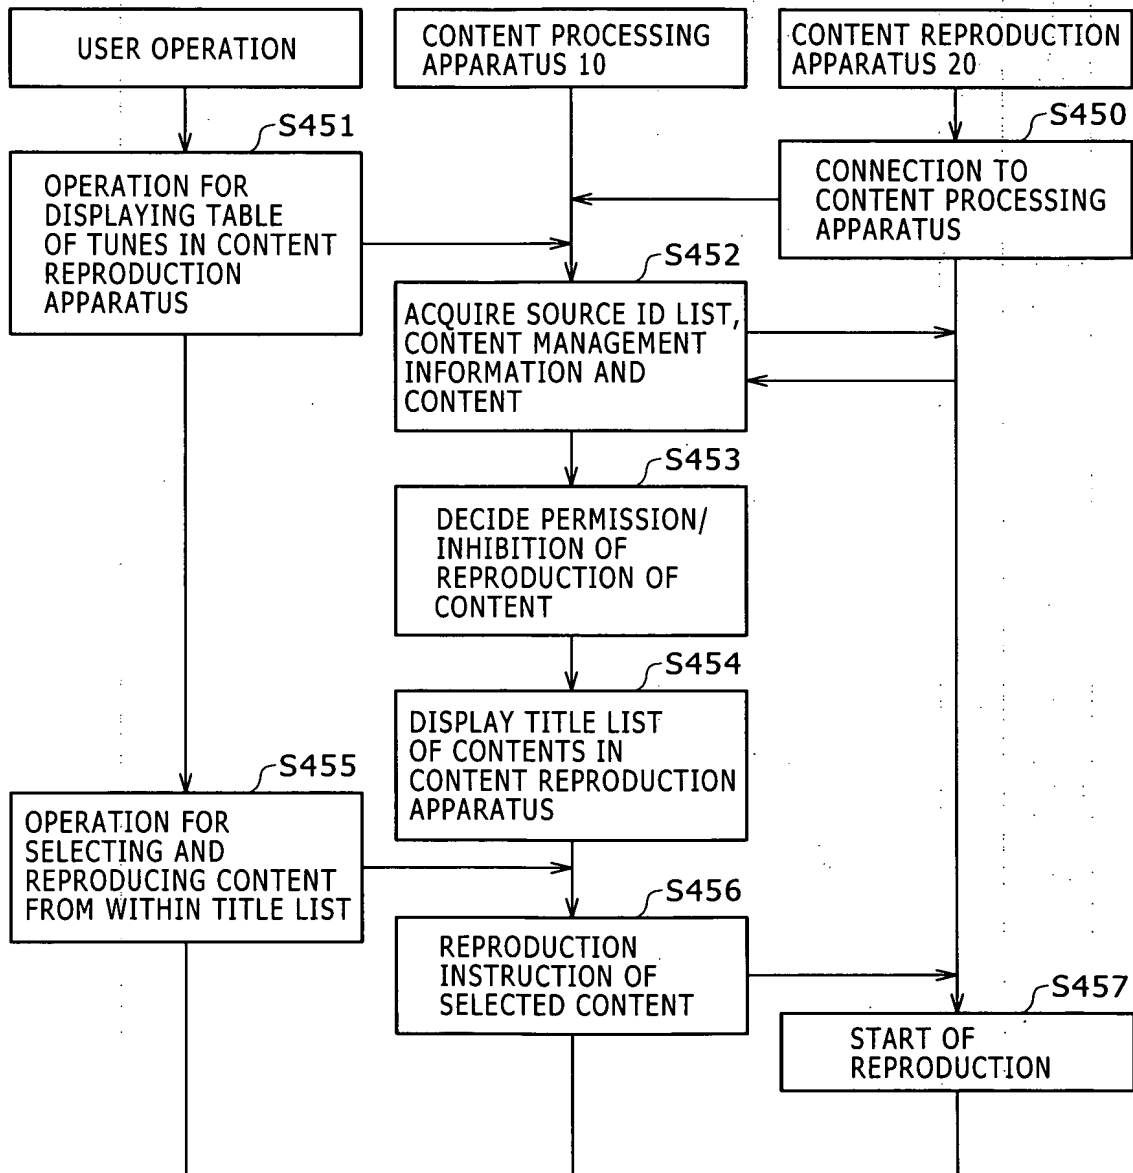 USER OPERATION
CONTENT PROCESSING
APPARATUS 10
CONTENT REPRODUCTION
APPARATUS 20
S450
CONNECTION TO
CONTENT PROCESSING
APPARATUS
S451
OPERATION FOR
DISPLAYING TABLE
OF TUNES IN CONTENT
REPRODUCTION
APPARATUS
S452
ACQUIRE SOURCE ID LIST,
CONTENT MANAGEMENT
INFORMATION AND
CONTENT
S453
DECIDE PERMISSION/
INHIBITION OF
REPRODUCTION OF
CONTENT
S454
DISPLAY TITLE LIST
OF CONTENTS IN
CONTENT REPRODUCTION
APPARATUS
S455
OPERATION FOR
SELECTING AND
REPRODUCING CONTENT
FROM WITHIN TITLE LIST
S456
REPRODUCTION
INSTRUCTION OF
SELECTED CONTENT
S457
START OF
REPRODUCTION